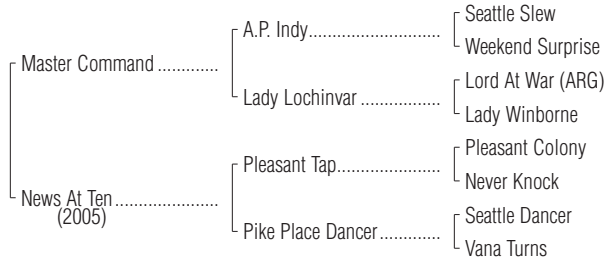 Seattle Slew
A.P. Indy
Weekend Surprise
Master Command
Lord At War (ARG)
Lady Lochinvar
Lady Winborne
Pleasant Colony
Pleasant Tap
Never Knock
News At Ten
(2005)
Seattle Dancer
Pike Place Dancer
Vana Turns